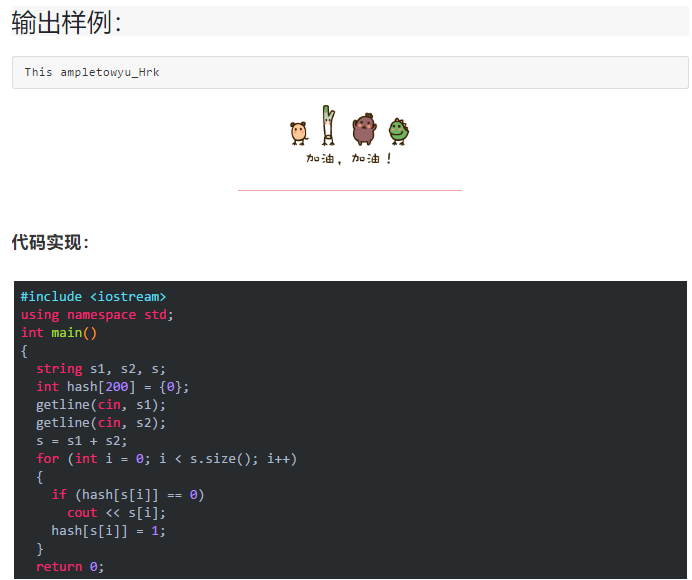 输出样例：
This ampletowyu_Hrk
加油，加油！
代码实现：
#include <iostream>
using namespace std;
int main()
{
  string s1, s2, s;
  int hash[200] = {0};
  getline(cin, s1);
  getline(cin, s2);
  s = s1 + s2;
  for (int i = 0; i < s.size(); i++)
  {
    if (hash[s[i]] == 0)
      cout << s[i];
    hash[s[i]] = 1;
  }
  return 0;